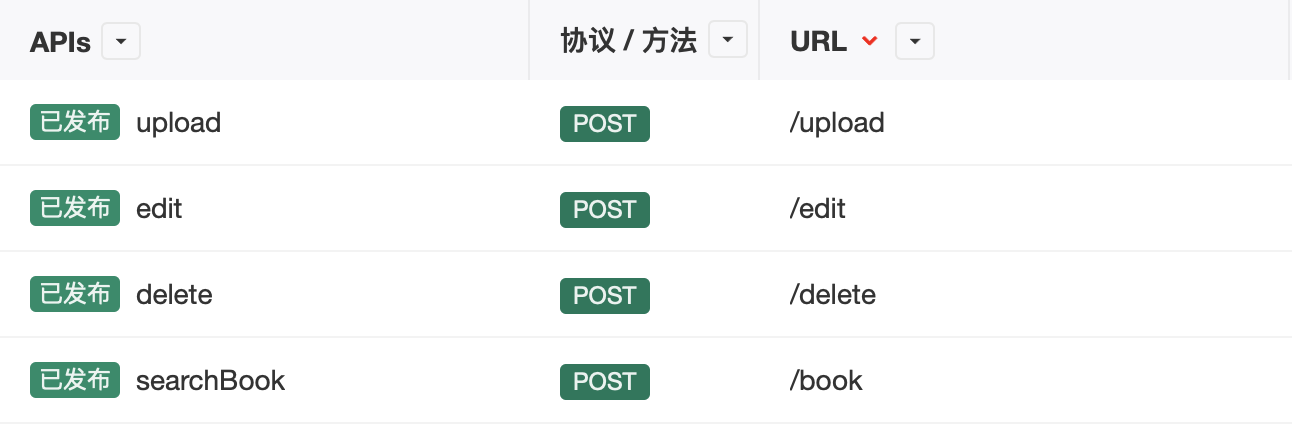 APIs 协议 / 方法 URL
已发布 upload POST /upload
已发布 edit POST /edit
已发布 delete POST /delete
已发布 searchBook POST /book